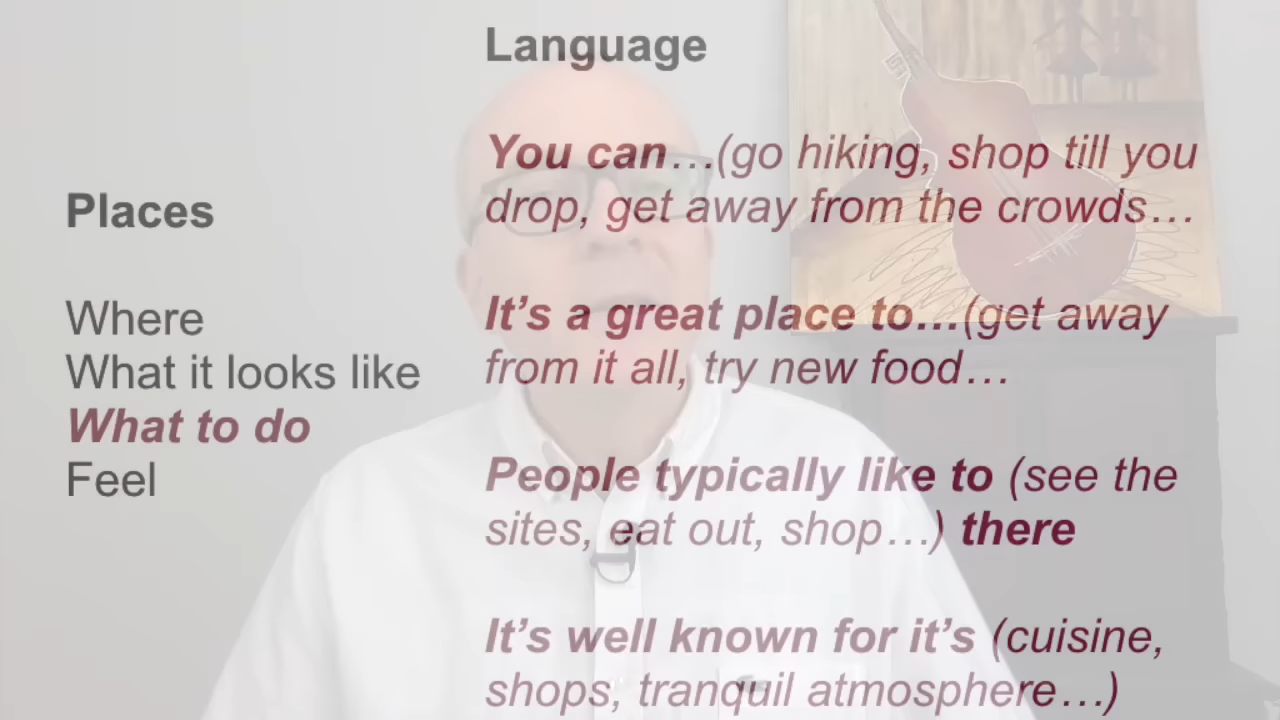 Language
You can…(go hiking, shop till you
drop, get away from the crowds…
Places
Where
What it looks like
What to do
Feel
It's a great place to…(get away
from it all, try new food…
People typically like to (see the
sites, eat out, shop…) there
It's well known for it's (cuisine,
shops, tranquil atmosphere…)